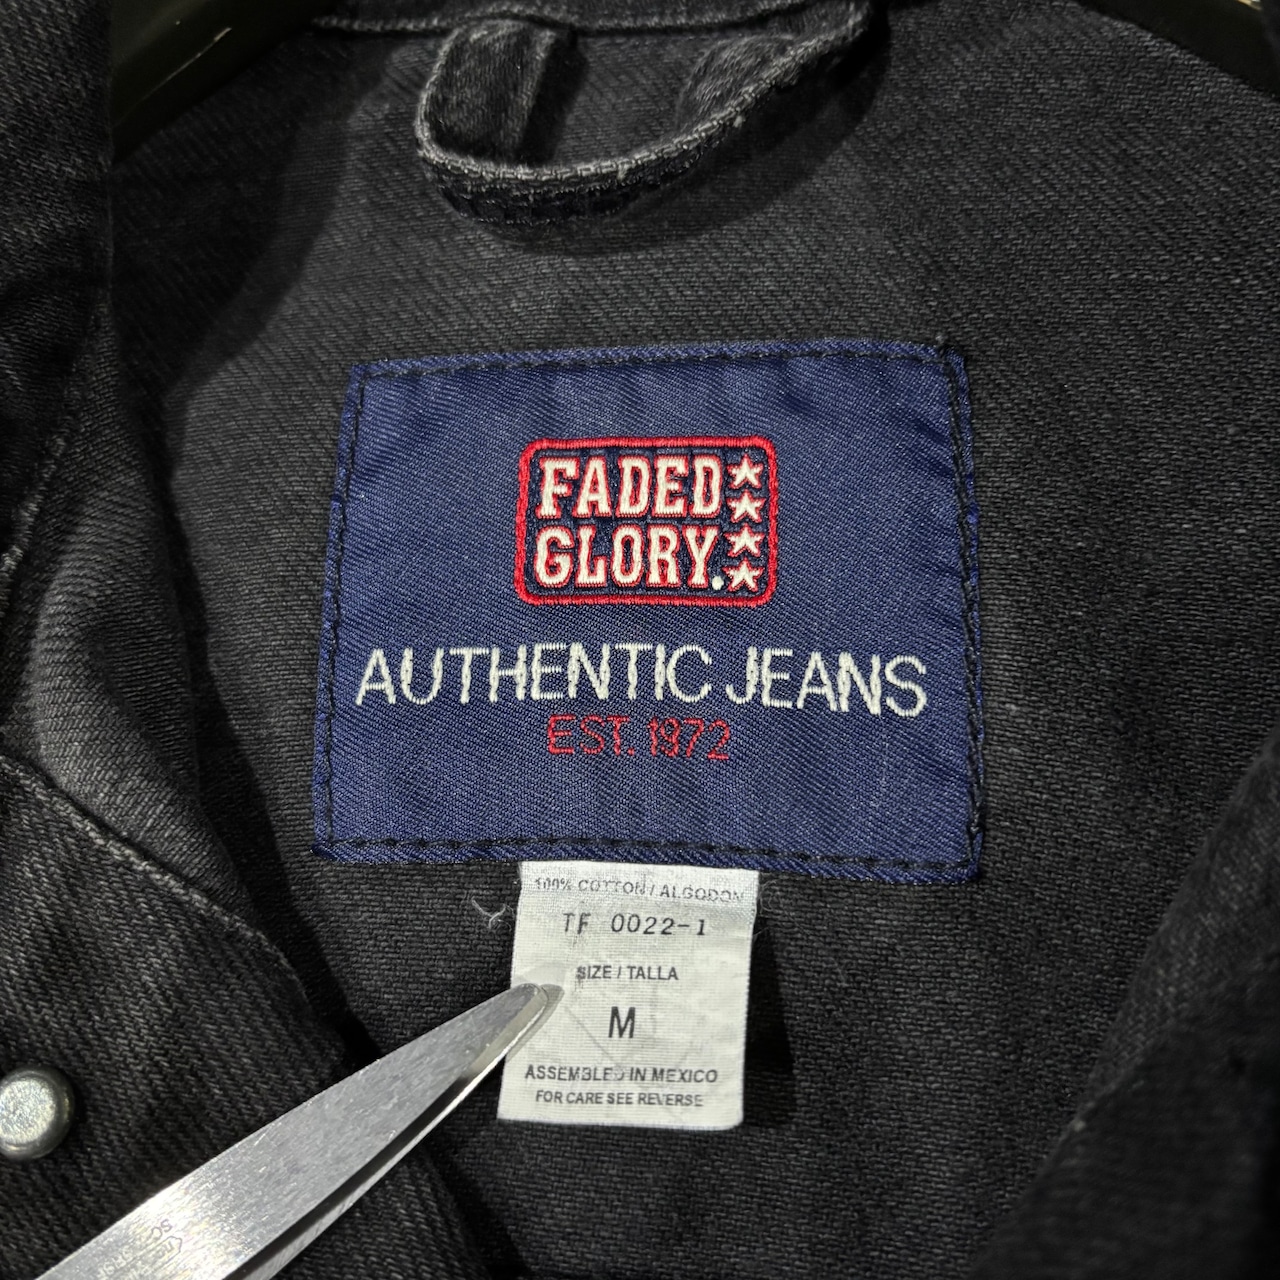 FADED
GLORY.
AUTHENTIC JEANS
EST. 1972
100% COTTON / ALGODON
TF 0022-1
SIZE / TALLA
M
ASSEMBLED IN MEXICO
FOR CARE SEE REVERSE